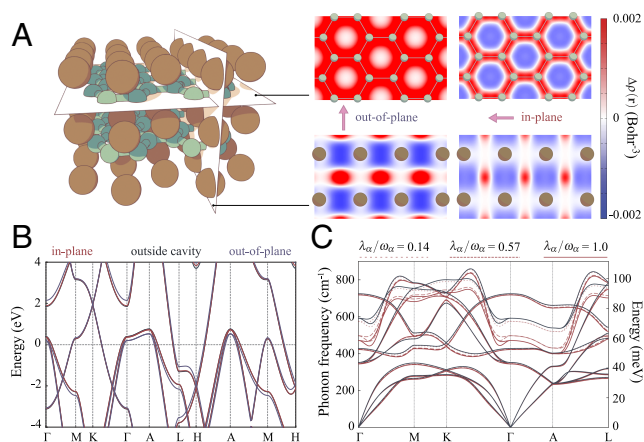 A
out-of-plane
in-plane
0.002
0
-0.002
Δρ(r) (Bohr⁻³)
B
in-plane
outside cavity
out-of-plane
Energy (eV)
4
2
0
-2
-4
Γ
M
K
Γ
A
L
H
A
M
H
C
λα/ωα = 0.14
λα/ωα = 0.57
λα/ωα = 1.0
Phonon frequency (cm⁻¹)
800
600
400
200
0
Γ
M
K
Γ
A
L
100
80
60
40
20
0
Energy (meV)